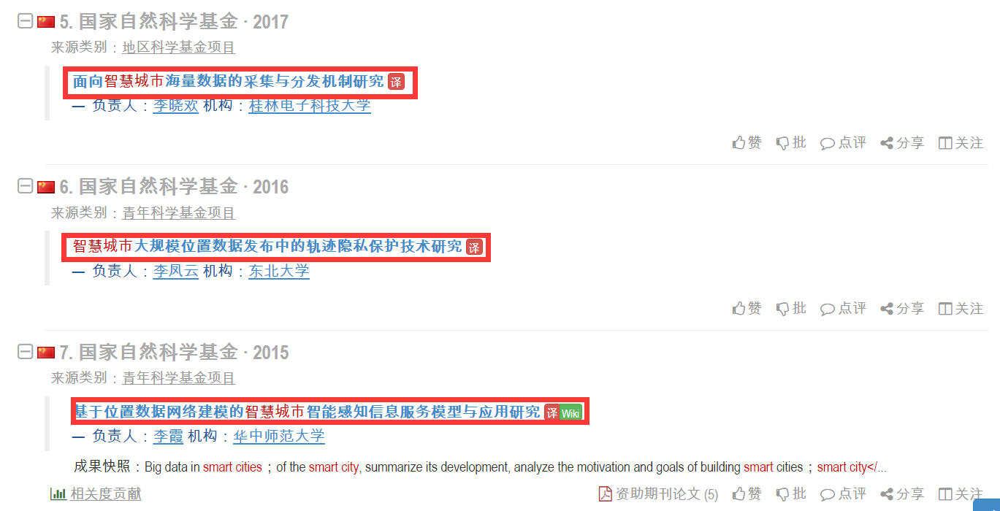 5. 国家自然科学基金 · 2017
来源类别：地区科学基金项目
面向智慧城市海量数据的采集与分发机制研究 译
— 负责人：李晓欢 机构：桂林电子科技大学
赞 批 点评 分享 关注
6. 国家自然科学基金 · 2016
来源类别：青年科学基金项目
智慧城市大规模位置数据发布中的轨迹隐私保护技术研究 译
— 负责人：李凤云 机构：东北大学
赞 批 点评 分享 关注
7. 国家自然科学基金 · 2015
来源类别：青年科学基金项目
基于位置数据网络建模的智慧城市智能感知信息服务模型与应用研究 译 Wiki
— 负责人：李霞 机构：华中师范大学
成果快照：Big data in smart cities；of the smart city, summarize its development, analyze the motivation and goals of building smart cities；smart city</...
相关度贡献 资助期刊论文 (5) 赞 批 点评 分享 关注